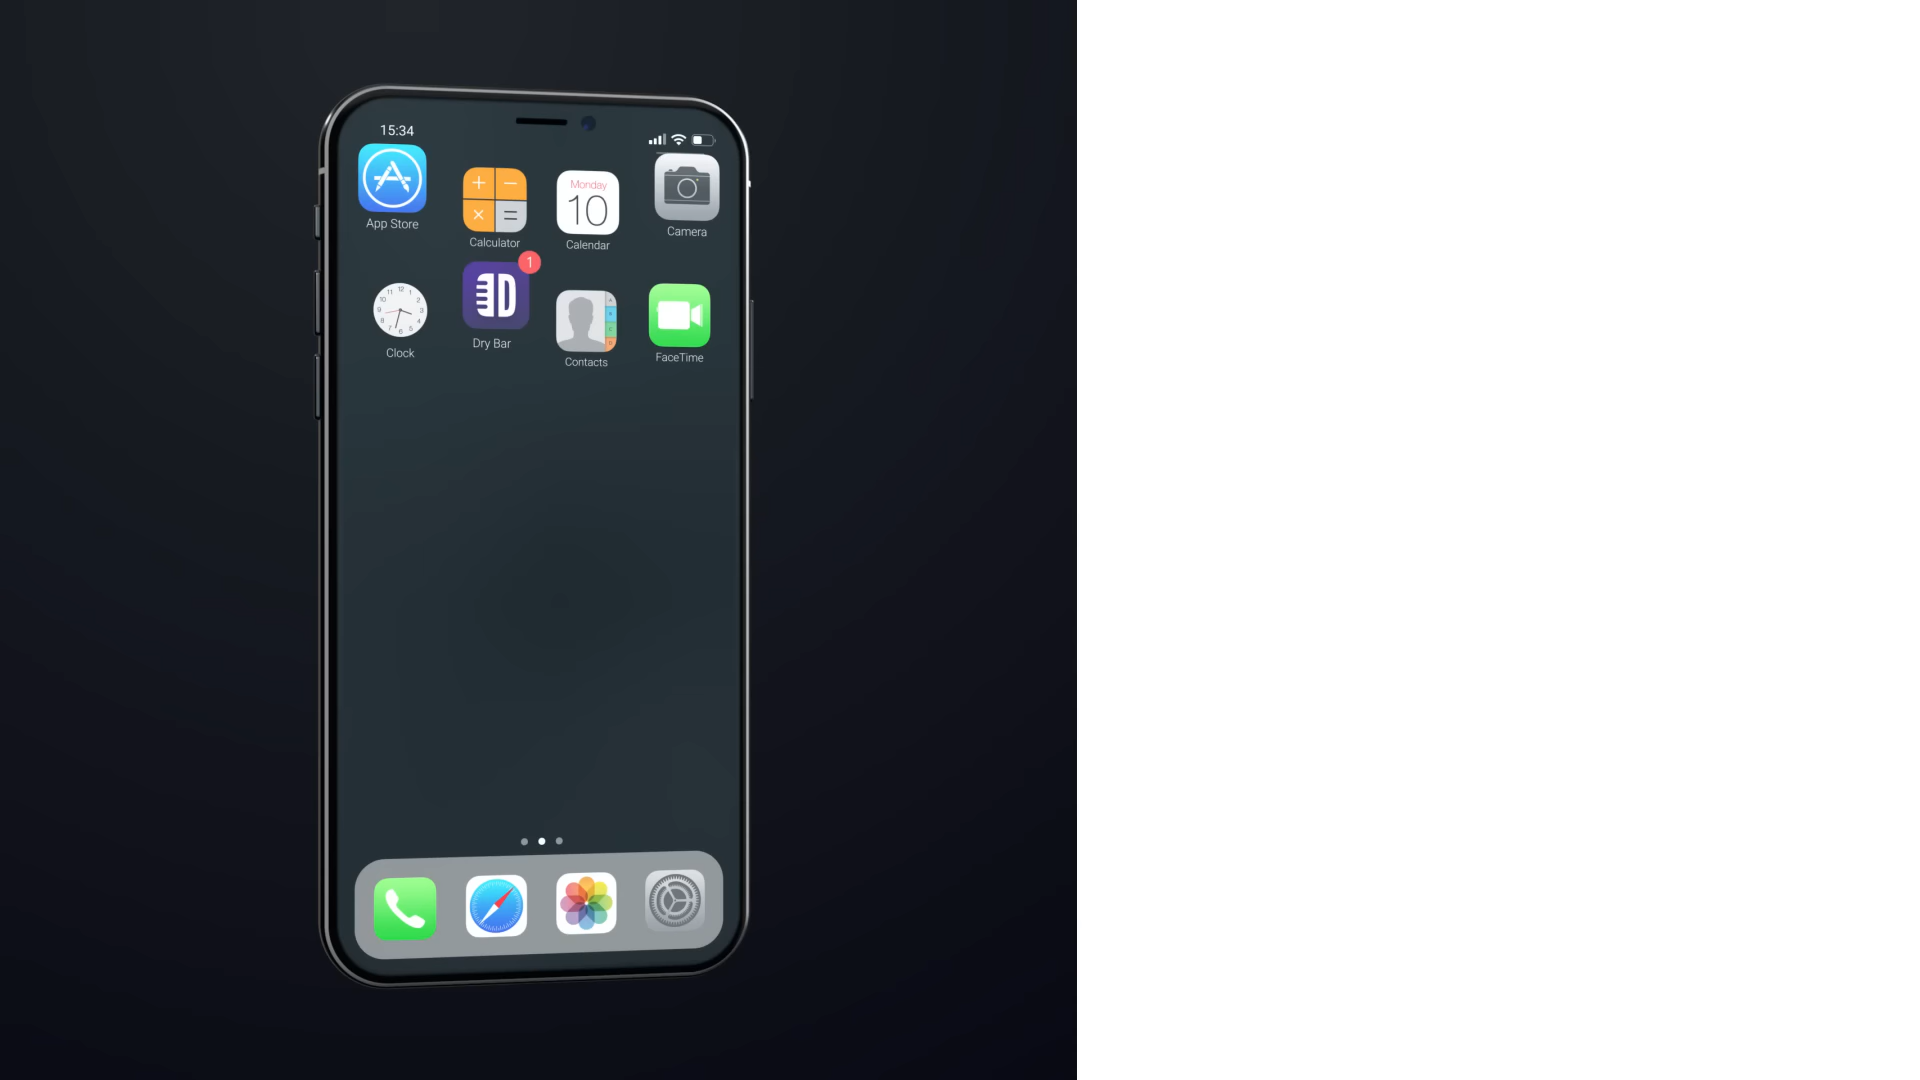 15:34
App Store
Calculator
Monday
10
Calendar
Camera
Clock
1
Dry Bar
Contacts
FaceTime